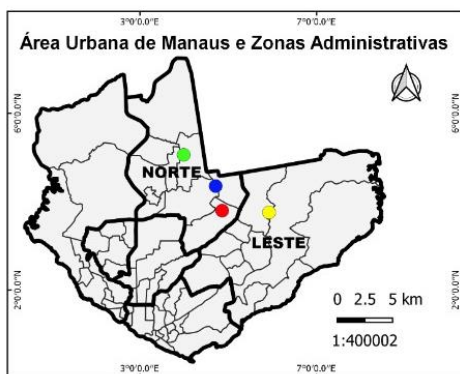 Área Urbana de Manaus e Zonas Administrativas
3°0'0.0"N
7°0'0.0"N
6°0'0.0"N
6°0'0.0"N
NORTE
LESTE
2°0'0.0"N
2°0'0.0"N
0 2.5 5 km
1:400002
3°0'0.0"N
7°0'0.0"N